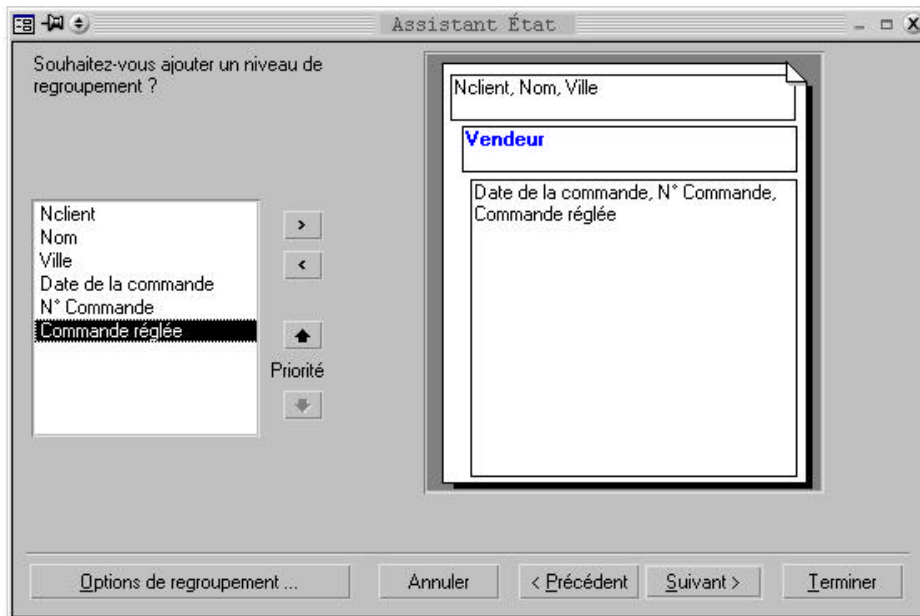 Assistant État
Souhaitez-vous ajouter un niveau de
regroupement ?
Nclient
Nom
Ville
Date de la commande
N° Commande
Commande réglée
>
<
Priorité
Nclient, Nom, Ville
Vendeur
Date de la commande, N° Commande,
Commande réglée
Options de regroupement ...
Annuler
< Précédent
Suivant >
Terminer